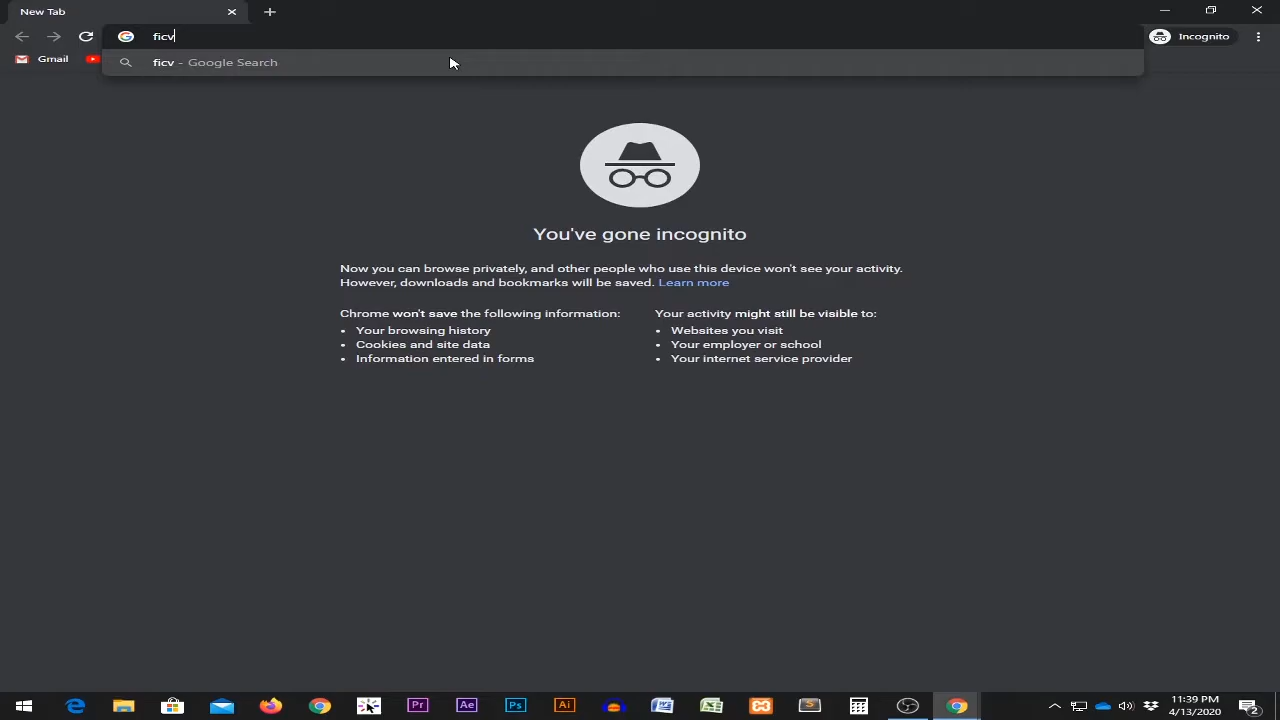 New Tab
ficv
Incognito
Gmail
ficv - Google Search
You've gone incognito
Now you can browse privately, and other people who use this device won't see your activity.
However, downloads and bookmarks will be saved. Learn more
Chrome won't save the following information:
• Your browsing history
• Cookies and site data
• Information entered in forms
Your activity might still be visible to:
• Websites you visit
• Your employer or school
• Your internet service provider
Pr
Ae
Ps
Ai
11:39 PM
4/13/2020
2